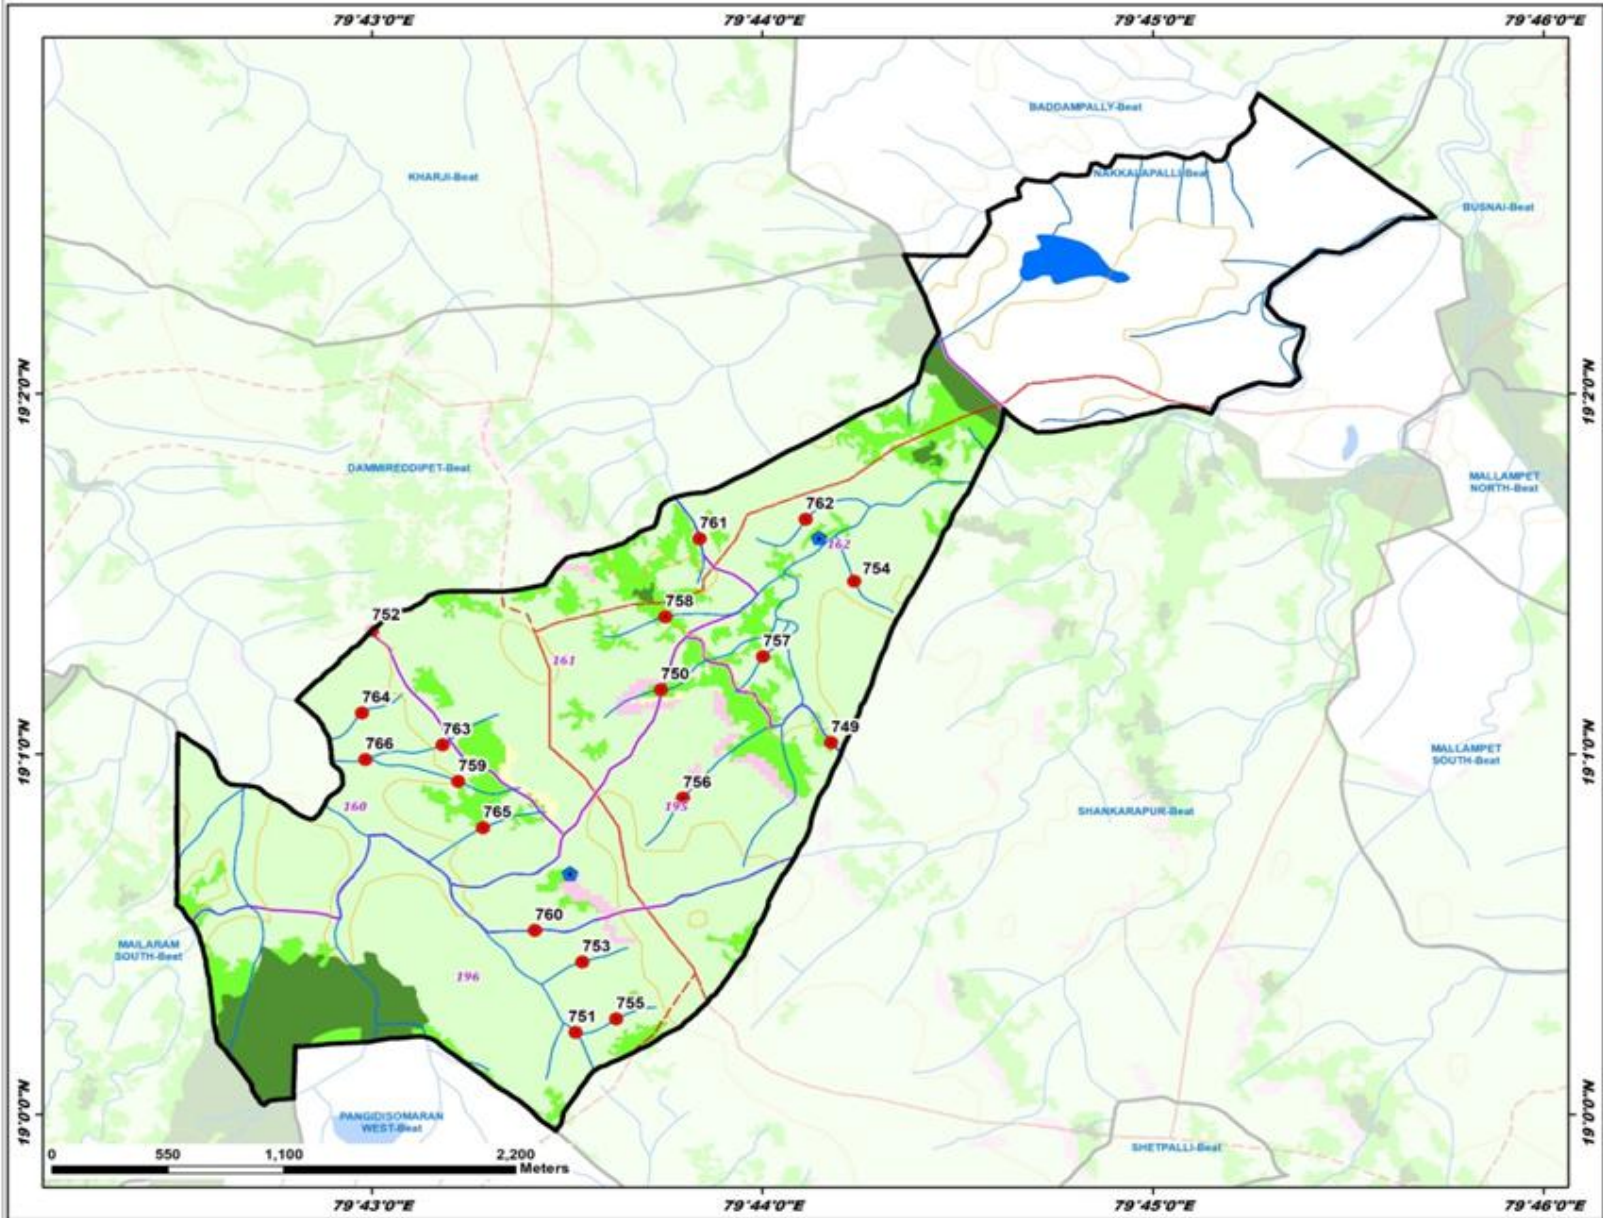 79°43'0"E 79°44'0"E 79°45'0"E 79°46'0"E
BADDAMPALLY-Beat
KHARJI-Beat
NAKKALAPALLI-Beat
BUSNAI-Beat
19°2'0"N 19°2'0"N
DAMMIREDDIPET-Beat
MALLAMPET
NORTH-Beat
762
761
162
754
758
752
757
161
750
764
749
763
766
MALLAMPET
SOUTH-Beat
19°1'0"N 19°1'0"N
759
756
160
195
765
SHANKARAPUR-Beat
760
MAILARAM
SOUTH-Beat
753
196
755
751
19°0'0"N 19°0'0"N
PANGIDISOMARAN
WEST-Beat
SHETPALLI-Beat
0 550 1,100 2,200
Meters
79°43'0"E 79°44'0"E 79°45'0"E 79°46'0"E